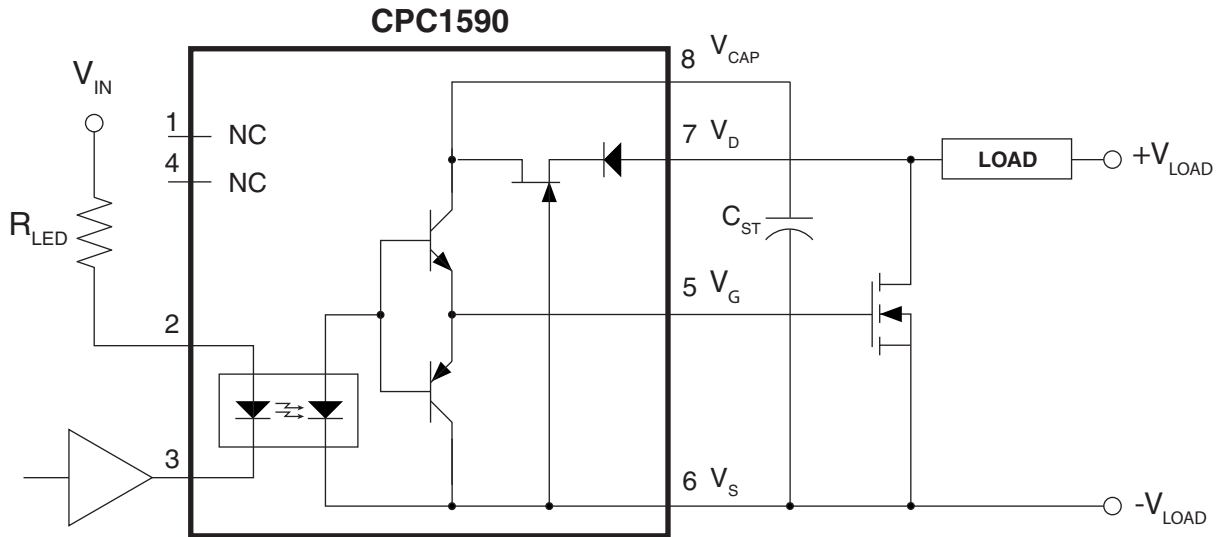 CPC1590
V_IN
1 NC
4 NC
R_LED
2
3
8 V_CAP
7 V_D
LOAD
+V_LOAD
C_ST
5 V_G
6 V_S
-V_LOAD